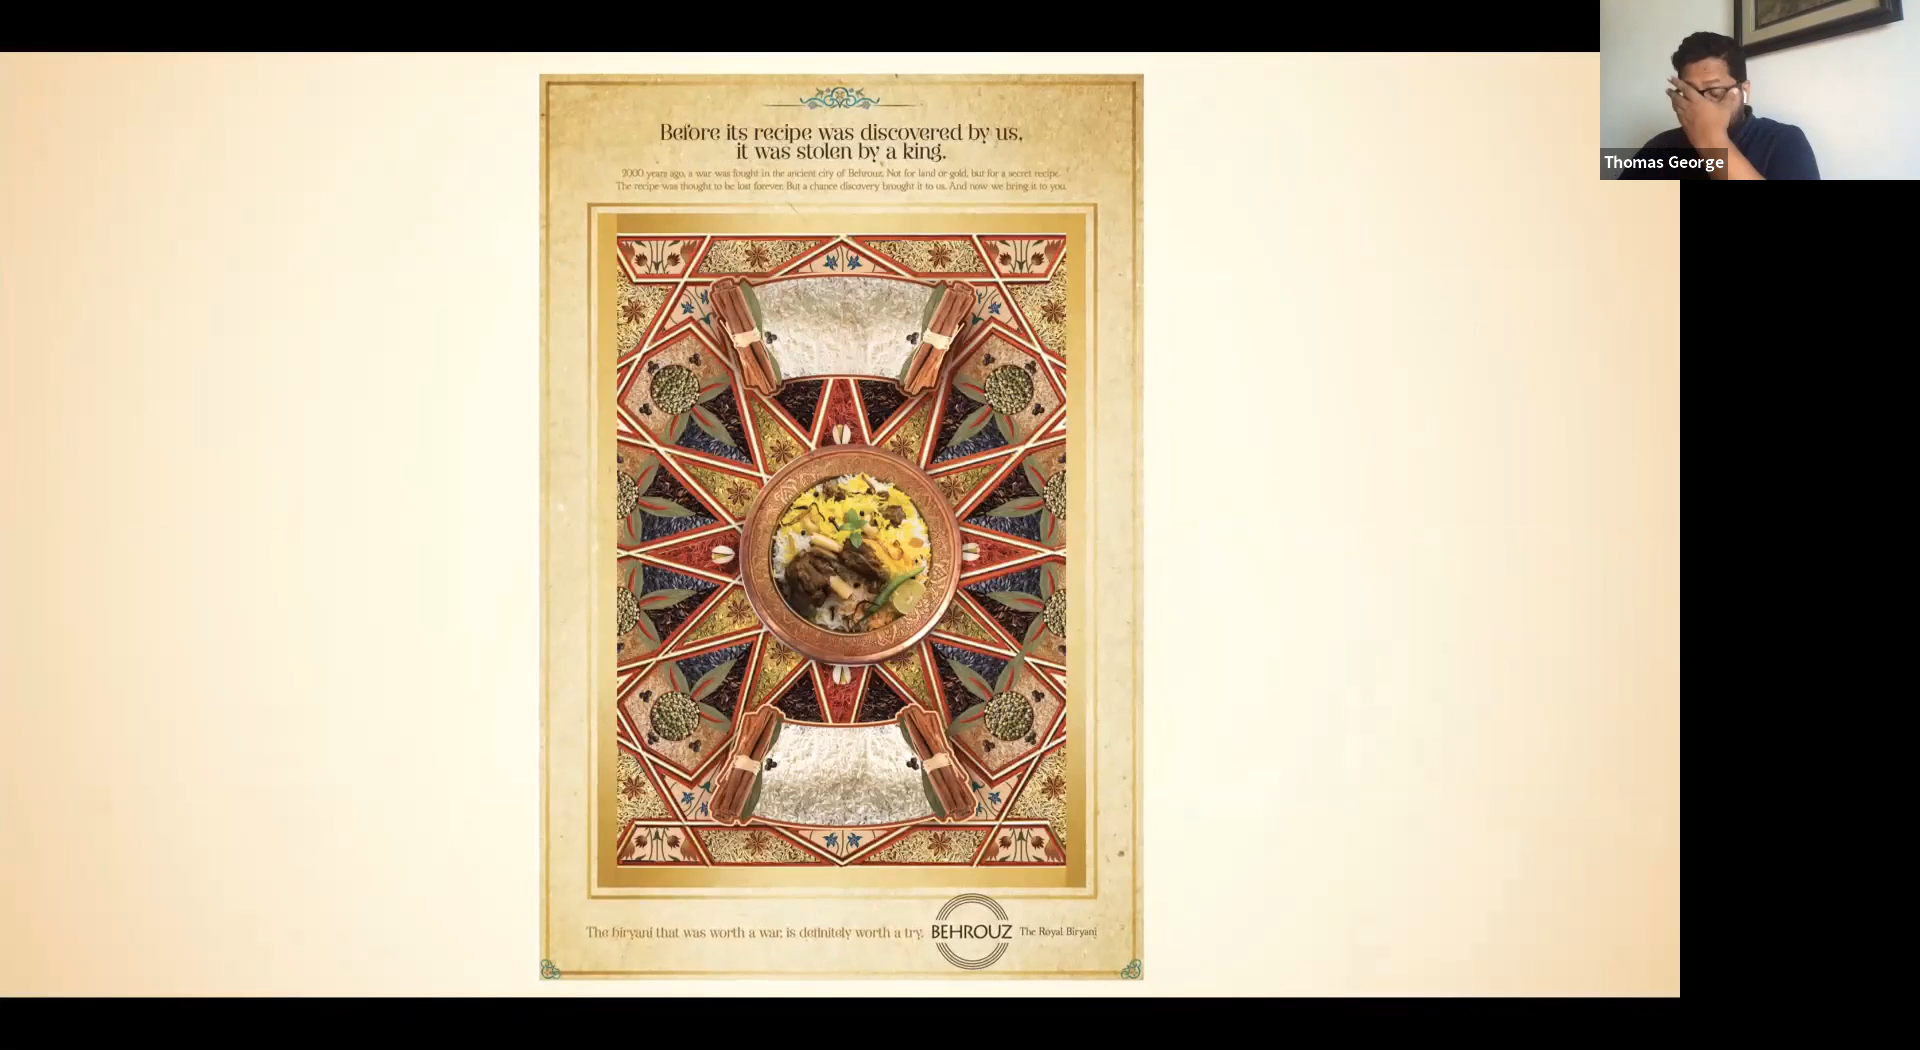 Before its recipe was discovered by us,
it was stolen by a king.
2000 years ago, a war was fought in the ancient city of Behrouz. Not for land or gold, but for a secret recipe.
The recipe was thought to be lost forever. But a chance discovery brought it to us. And now we bring it to you.
The biryani that was worth a war, is definitely worth a try.
BEHROUZ
The Royal Biryani
Thomas George